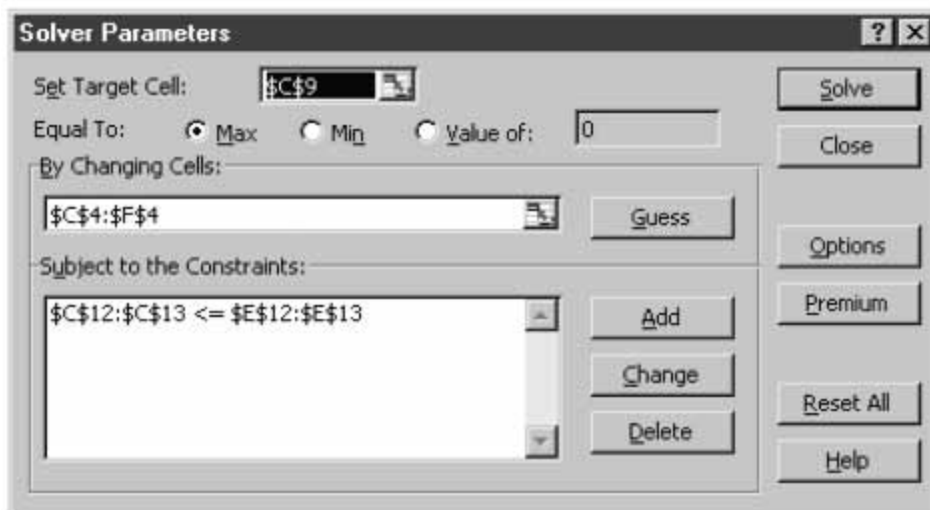 Solver Parameters
? X
Set Target Cell: $C$9
Solve
Equal To: Max Min Value of: 0
Close
By Changing Cells:
$C$4:$F$4
Guess
Options
Subject to the Constraints:
$C$12:$C$13 <= $E$12:$E$13
Add
Premium
Change
Delete
Reset All
Help